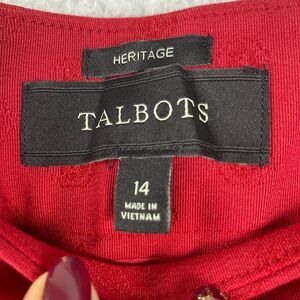 HERITAGE
TALBOTS
14
MADE IN
VIETNAM